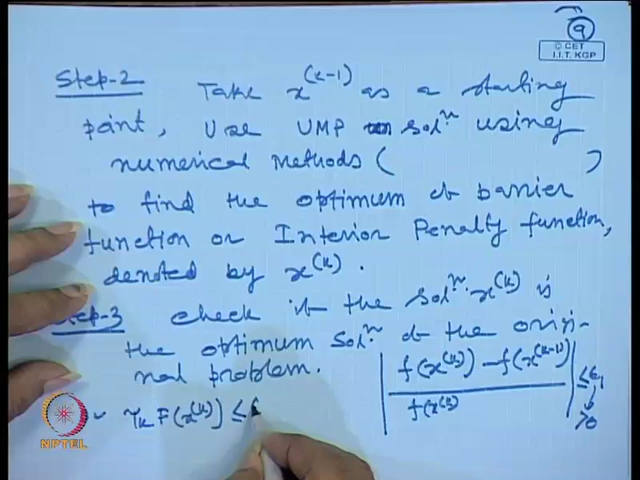 9
© CET
I.I.T. KGP
Step-2 Take x^(k-1) as a starting
point, Use UMP solⁿ using
numerical Methods ( )
to find the optimum of barrier
function or Interior Penalty function,
denoted by x^(k).
Step-3 check if the solⁿ. x^(k) is
the optimum solⁿ of the origi-
nal problem.
| f(x^(k)) - f(x^(k-1)) / f(x^(k)) | ≤ ε₁
> 0
r_k F(x^(k)) ≤ ε
NPTEL